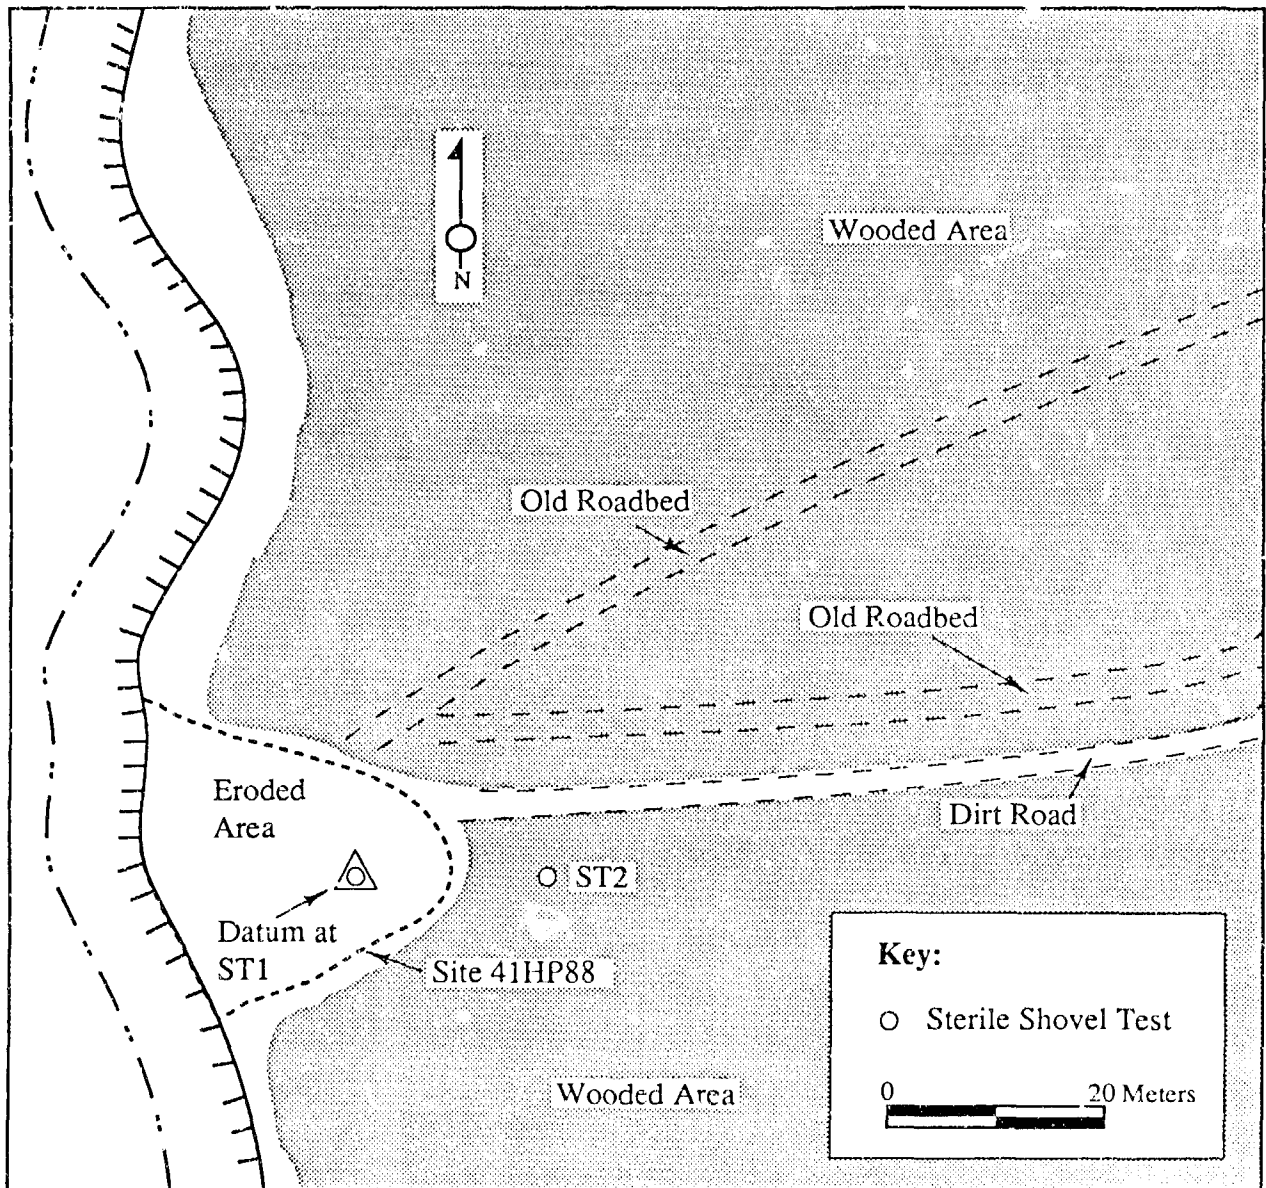 Wooded Area
N
Old Roadbed
Old Roadbed
Eroded
Area
Dirt Road
ST2
Datum at
ST1
Site 41HP88
Key:
Sterile Shovel Test
0 20 Meters
Wooded Area